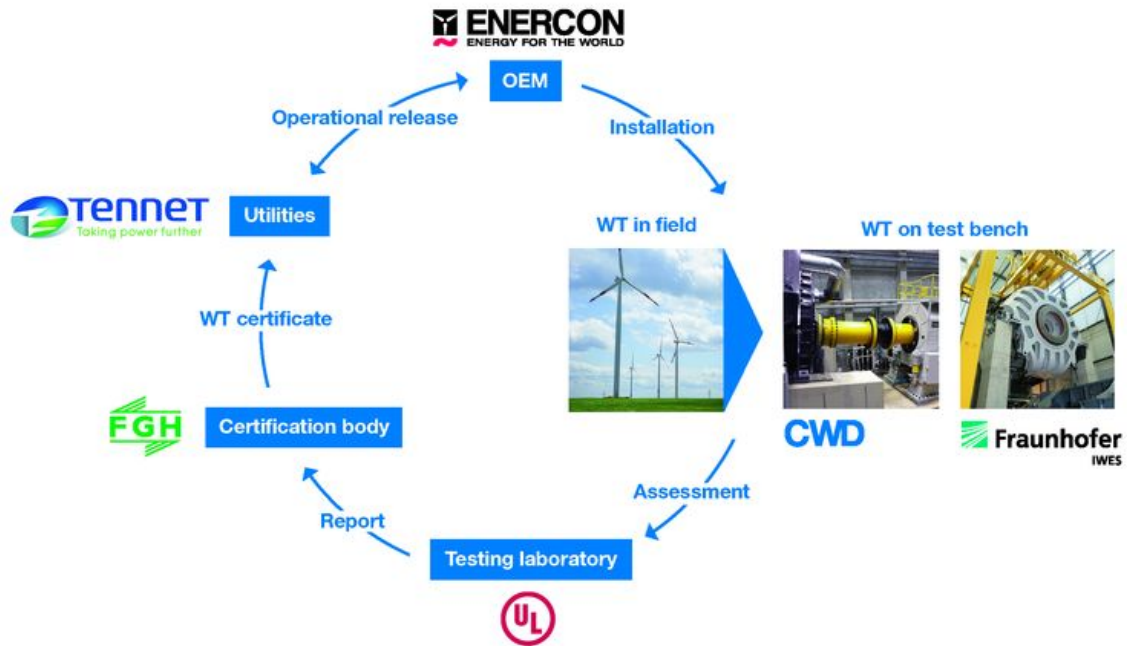 ENERCON
ENERGY FOR THE WORLD
OEM
Operational release
Installation
TENNET
Taking power further
Utilities
WT in field
WT on test bench
WT certificate
FGH
Certification body
CWD
Fraunhofer
IWES
Assessment
Report
Testing laboratory
UL